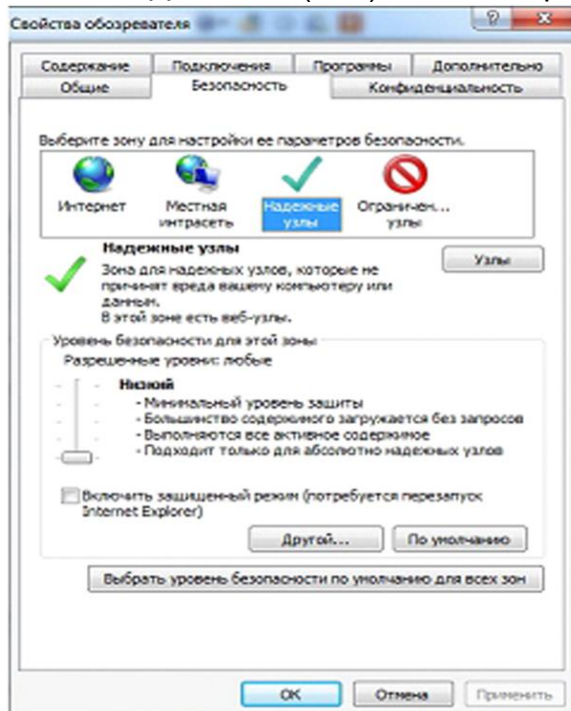 Свойства обозревателя
Содержание Подключения Программы Дополнительно
Общие Безопасность Конфиденциальность
Выберите зону для настройки ее параметров безопасности.
Интернет Местная интрасеть Надежные узлы Ограничен... узлы
Надежные узлы
Узлы
Зона для надежных узлов, которые не
причинят вреда вашему компьютеру или
данным.
В этой зоне есть веб-узлы.
Уровень безопасности для этой зоны
Разрешенные уровни: любые
Низкий
- Минимальный уровень защиты
- Большинство содержимого загружается без запросов
- Выполняются все активное содержимое
- Подходит только для абсолютно надежных узлов
Включить защищенный режим (потребуется перезапуск
Internet Explorer)
Другой... По умолчанию
Выбрать уровень безопасности по умолчанию для всех зон
ОК Отмена Применить